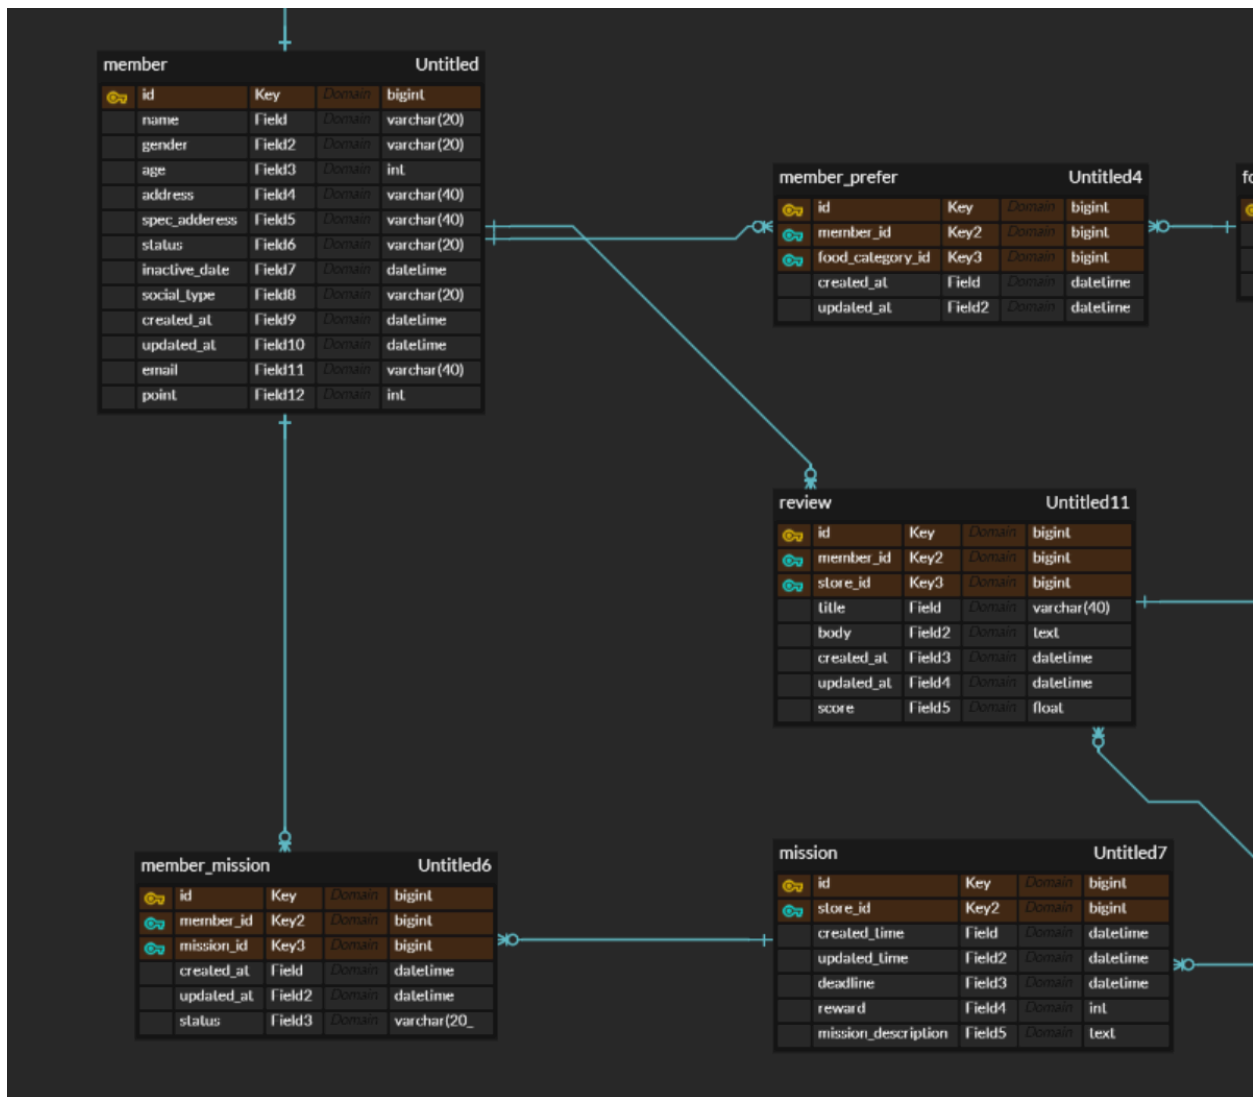 member Untitled
id Key Domain bigint
name Field Domain varchar(20)
gender Field2 Domain varchar(20)
age Field3 Domain int
address Field4 Domain varchar(40)
spec_adderess Field5 Domain varchar(40)
status Field6 Domain varchar(20)
inactive_date Field7 Domain datetime
social_type Field8 Domain varchar(20)
created_at Field9 Domain datetime
updated_at Field10 Domain datetime
email Field11 Domain varchar(40)
point Field12 Domain int
member_prefer Untitled4
id Key Domain bigint
member_id Key2 Domain bigint
food_category_id Key3 Domain bigint
created_at Field Domain datetime
updated_at Field2 Domain datetime
fo
review Untitled11
id Key Domain bigint
member_id Key2 Domain bigint
store_id Key3 Domain bigint
title Field Domain varchar(40)
body Field2 Domain text
created_at Field3 Domain datetime
updated_at Field4 Domain datetime
score Field5 Domain float
member_mission Untitled6
id Key Domain bigint
member_id Key2 Domain bigint
mission_id Key3 Domain bigint
created_at Field Domain datetime
updated_at Field2 Domain datetime
status Field3 Domain varchar(20_
mission Untitled7
id Key Domain bigint
store_id Key2 Domain bigint
created_time Field Domain datetime
updated_time Field2 Domain datetime
deadline Field3 Domain datetime
reward Field4 Domain int
mission_description Field5 Domain text